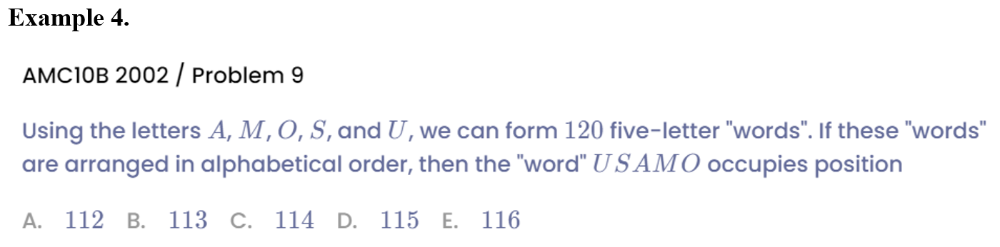 Example 4.
AMC10B 2002 / Problem 9
Using the letters A, M, O, S, and U, we can form 120 five-letter "words". If these "words"
are arranged in alphabetical order, then the "word" USAMO occupies position
A. 112 B. 113 C. 114 D. 115 E. 116